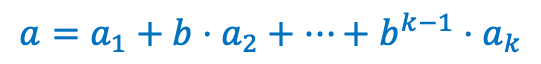 a = a₁ + b · a₂ + ⋯ + bᵏ⁻¹ · aₖ